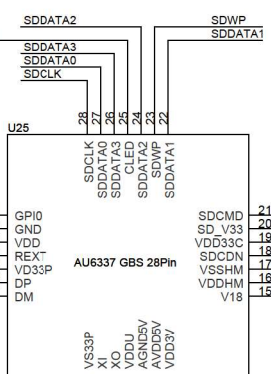 SDDATA2
SDWP
SDDATA1
SDDATA3
SDDATA0
SDCLK
28
27
26
25
24
23
22
U25
SDCLK
SDDATA0
SDDATA3
CLED
SDDATA2
SDWP
SDDATA1
GPI0
GND
VDD
REXT
VD33P
DP
DM
AU6337 GBS 28Pin
SDCMD 21
SD_V33 20
VDD33C 19
SDCDN 18
VSSHM 17
VDDHM 16
V18 15
VS33P
XI
XO
VDDU
AGND5V
AVDD5V
VDD3V